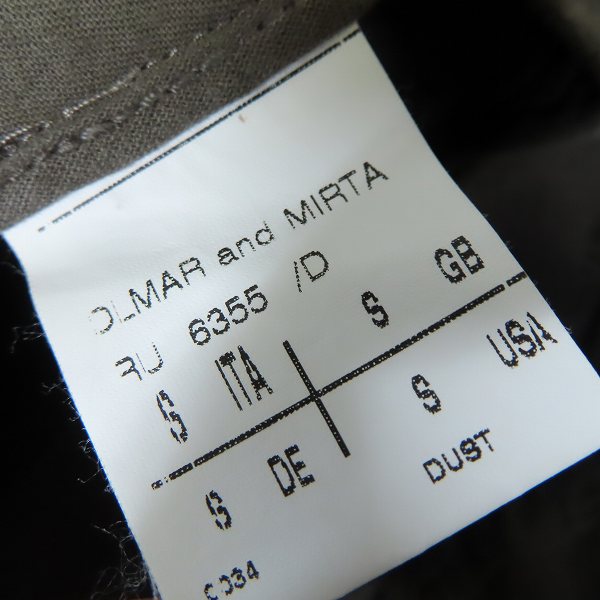 OLMAR and MIRTA
RU 6355 /D
S ITA S GB
S DE S USA
DUST
C034